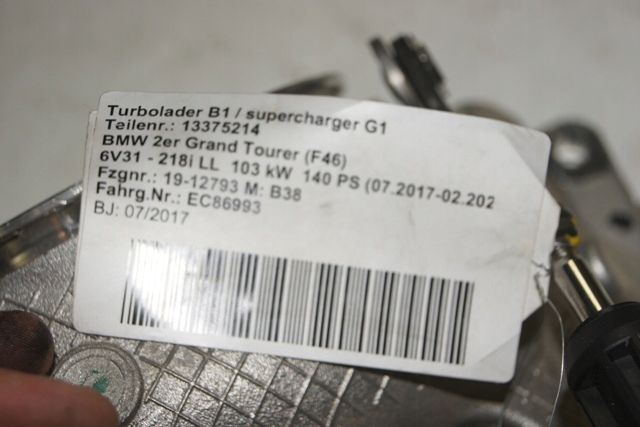 Turbolader B1 / supercharger G1
Teilenr.: 13375214
BMW 2er Grand Tourer (F46)
6V31 - 218i LL 103 kW 140 PS (07.2017-02.202
Fzgnr.: 19-12793 M: B38
Fahrg.Nr.: EC86993
BJ: 07/2017